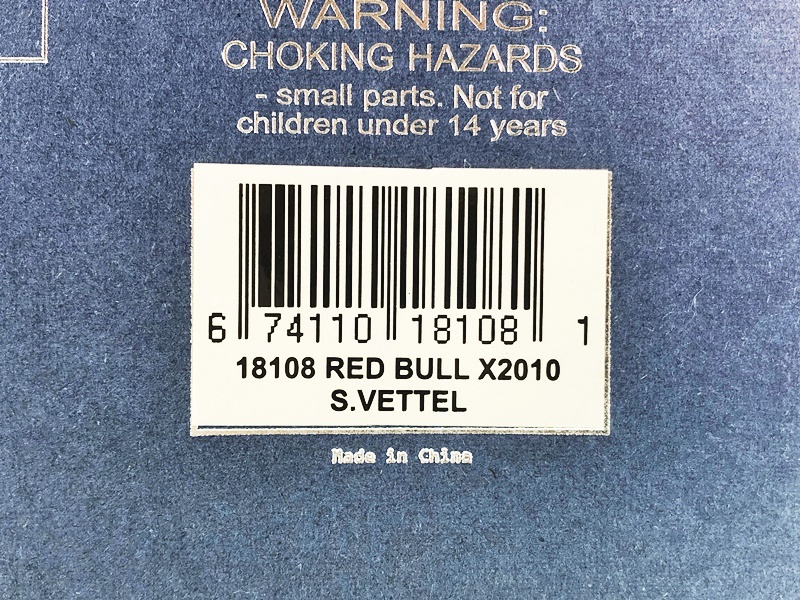 WARNING:
CHOKING HAZARDS
- small parts. Not for
children under 14 years
6 74110 18108 1
18108 RED BULL X2010
S.VETTEL
Made in China